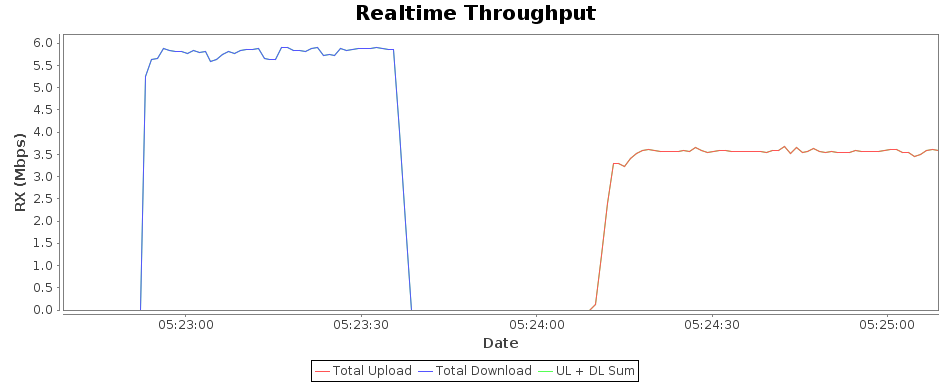 Realtime Throughput
RX (Mbps)
6.0
5.5
5.0
4.5
4.0
3.5
3.0
2.5
2.0
1.5
1.0
0.5
0.0
05:23:00 05:23:30 05:24:00 05:24:30 05:25:00
Date
Total Upload Total Download UL + DL Sum